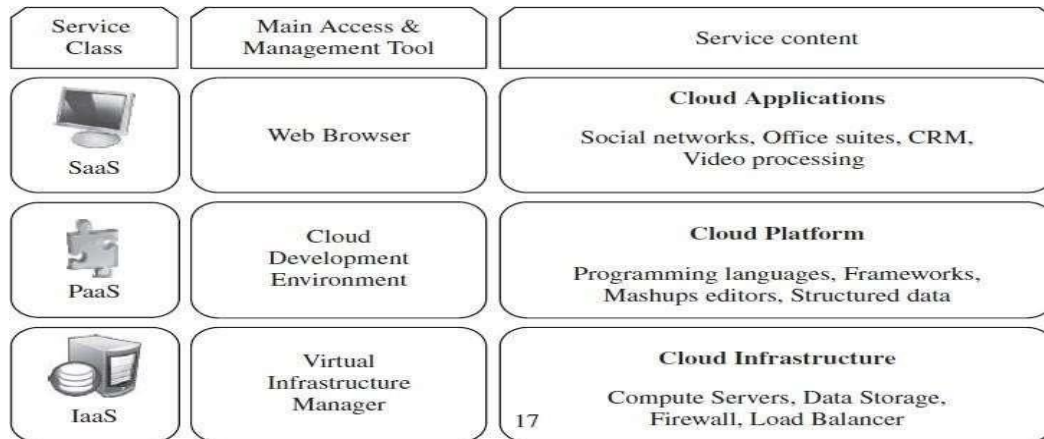 Service
Class
Main Access &
Management Tool
Service content
SaaS
Web Browser
Cloud Applications
Social networks, Office suites, CRM,
Video processing
PaaS
Cloud
Development
Environment
Cloud Platform
Programming languages, Frameworks,
Mashups editors, Structured data
IaaS
Virtual
Infrastructure
Manager
17
Cloud Infrastructure
Compute Servers, Data Storage,
Firewall, Load Balancer